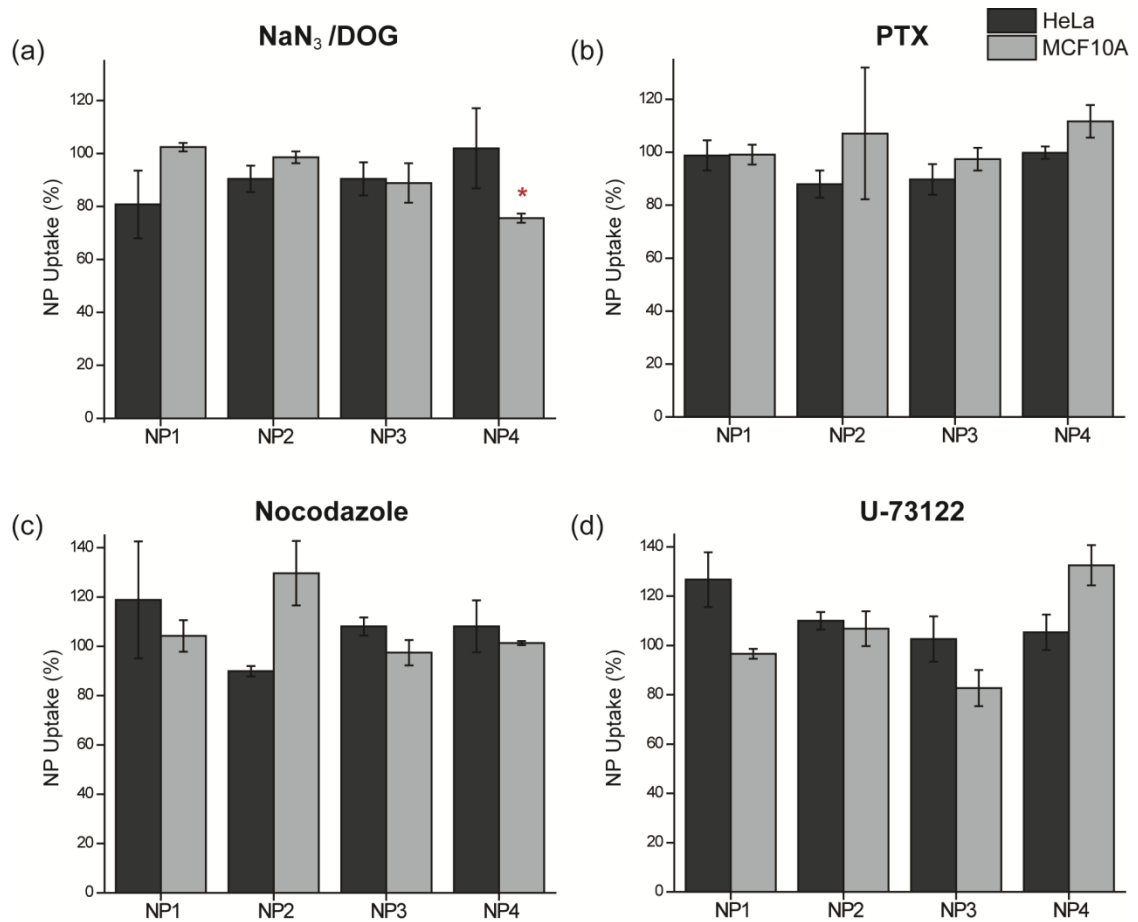 (a)
NaN₃ /DOG
NP Uptake (%)
120
100
80
60
40
20
0
*
NP1 NP2 NP3 NP4
(b)
PTX
HeLa
MCF10A
NP Uptake (%)
120
100
80
60
40
20
0
NP1 NP2 NP3 NP4
(c)
Nocodazole
NP Uptake (%)
140
120
100
80
60
40
20
0
NP1 NP2 NP3 NP4
(d)
U-73122
NP Uptake (%)
140
120
100
80
60
40
20
0
NP1 NP2 NP3 NP4